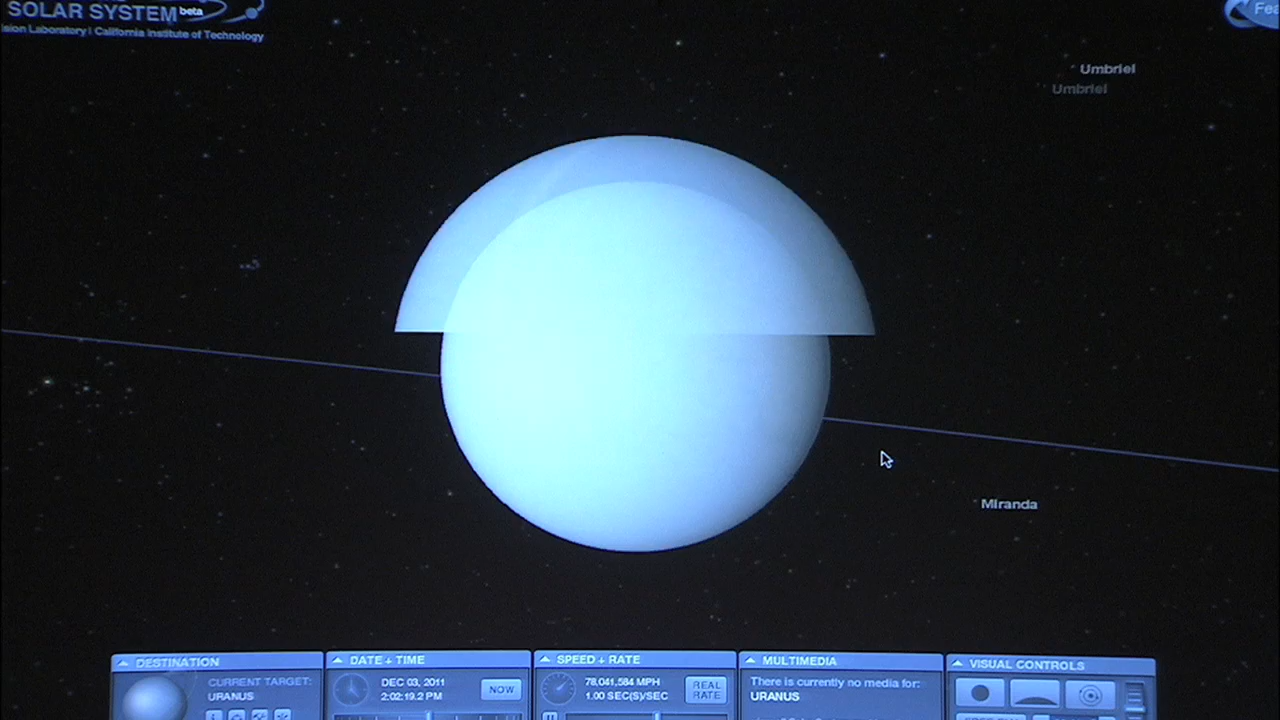 SOLAR SYSTEM beta
Laboratory | California Institute of Technology
Umbriel
Umbriel
Miranda
DESTINATION
CURRENT TARGET:
URANUS
DATE + TIME
DEC 03, 2011
2:02:19.2 PM
NOW
SPEED + RATE
78,041,584 MPH
1.00 SEC(S)/SEC
REAL
RATE
MULTIMEDIA
There is currently no media for:
URANUS
VISUAL CONTROLS